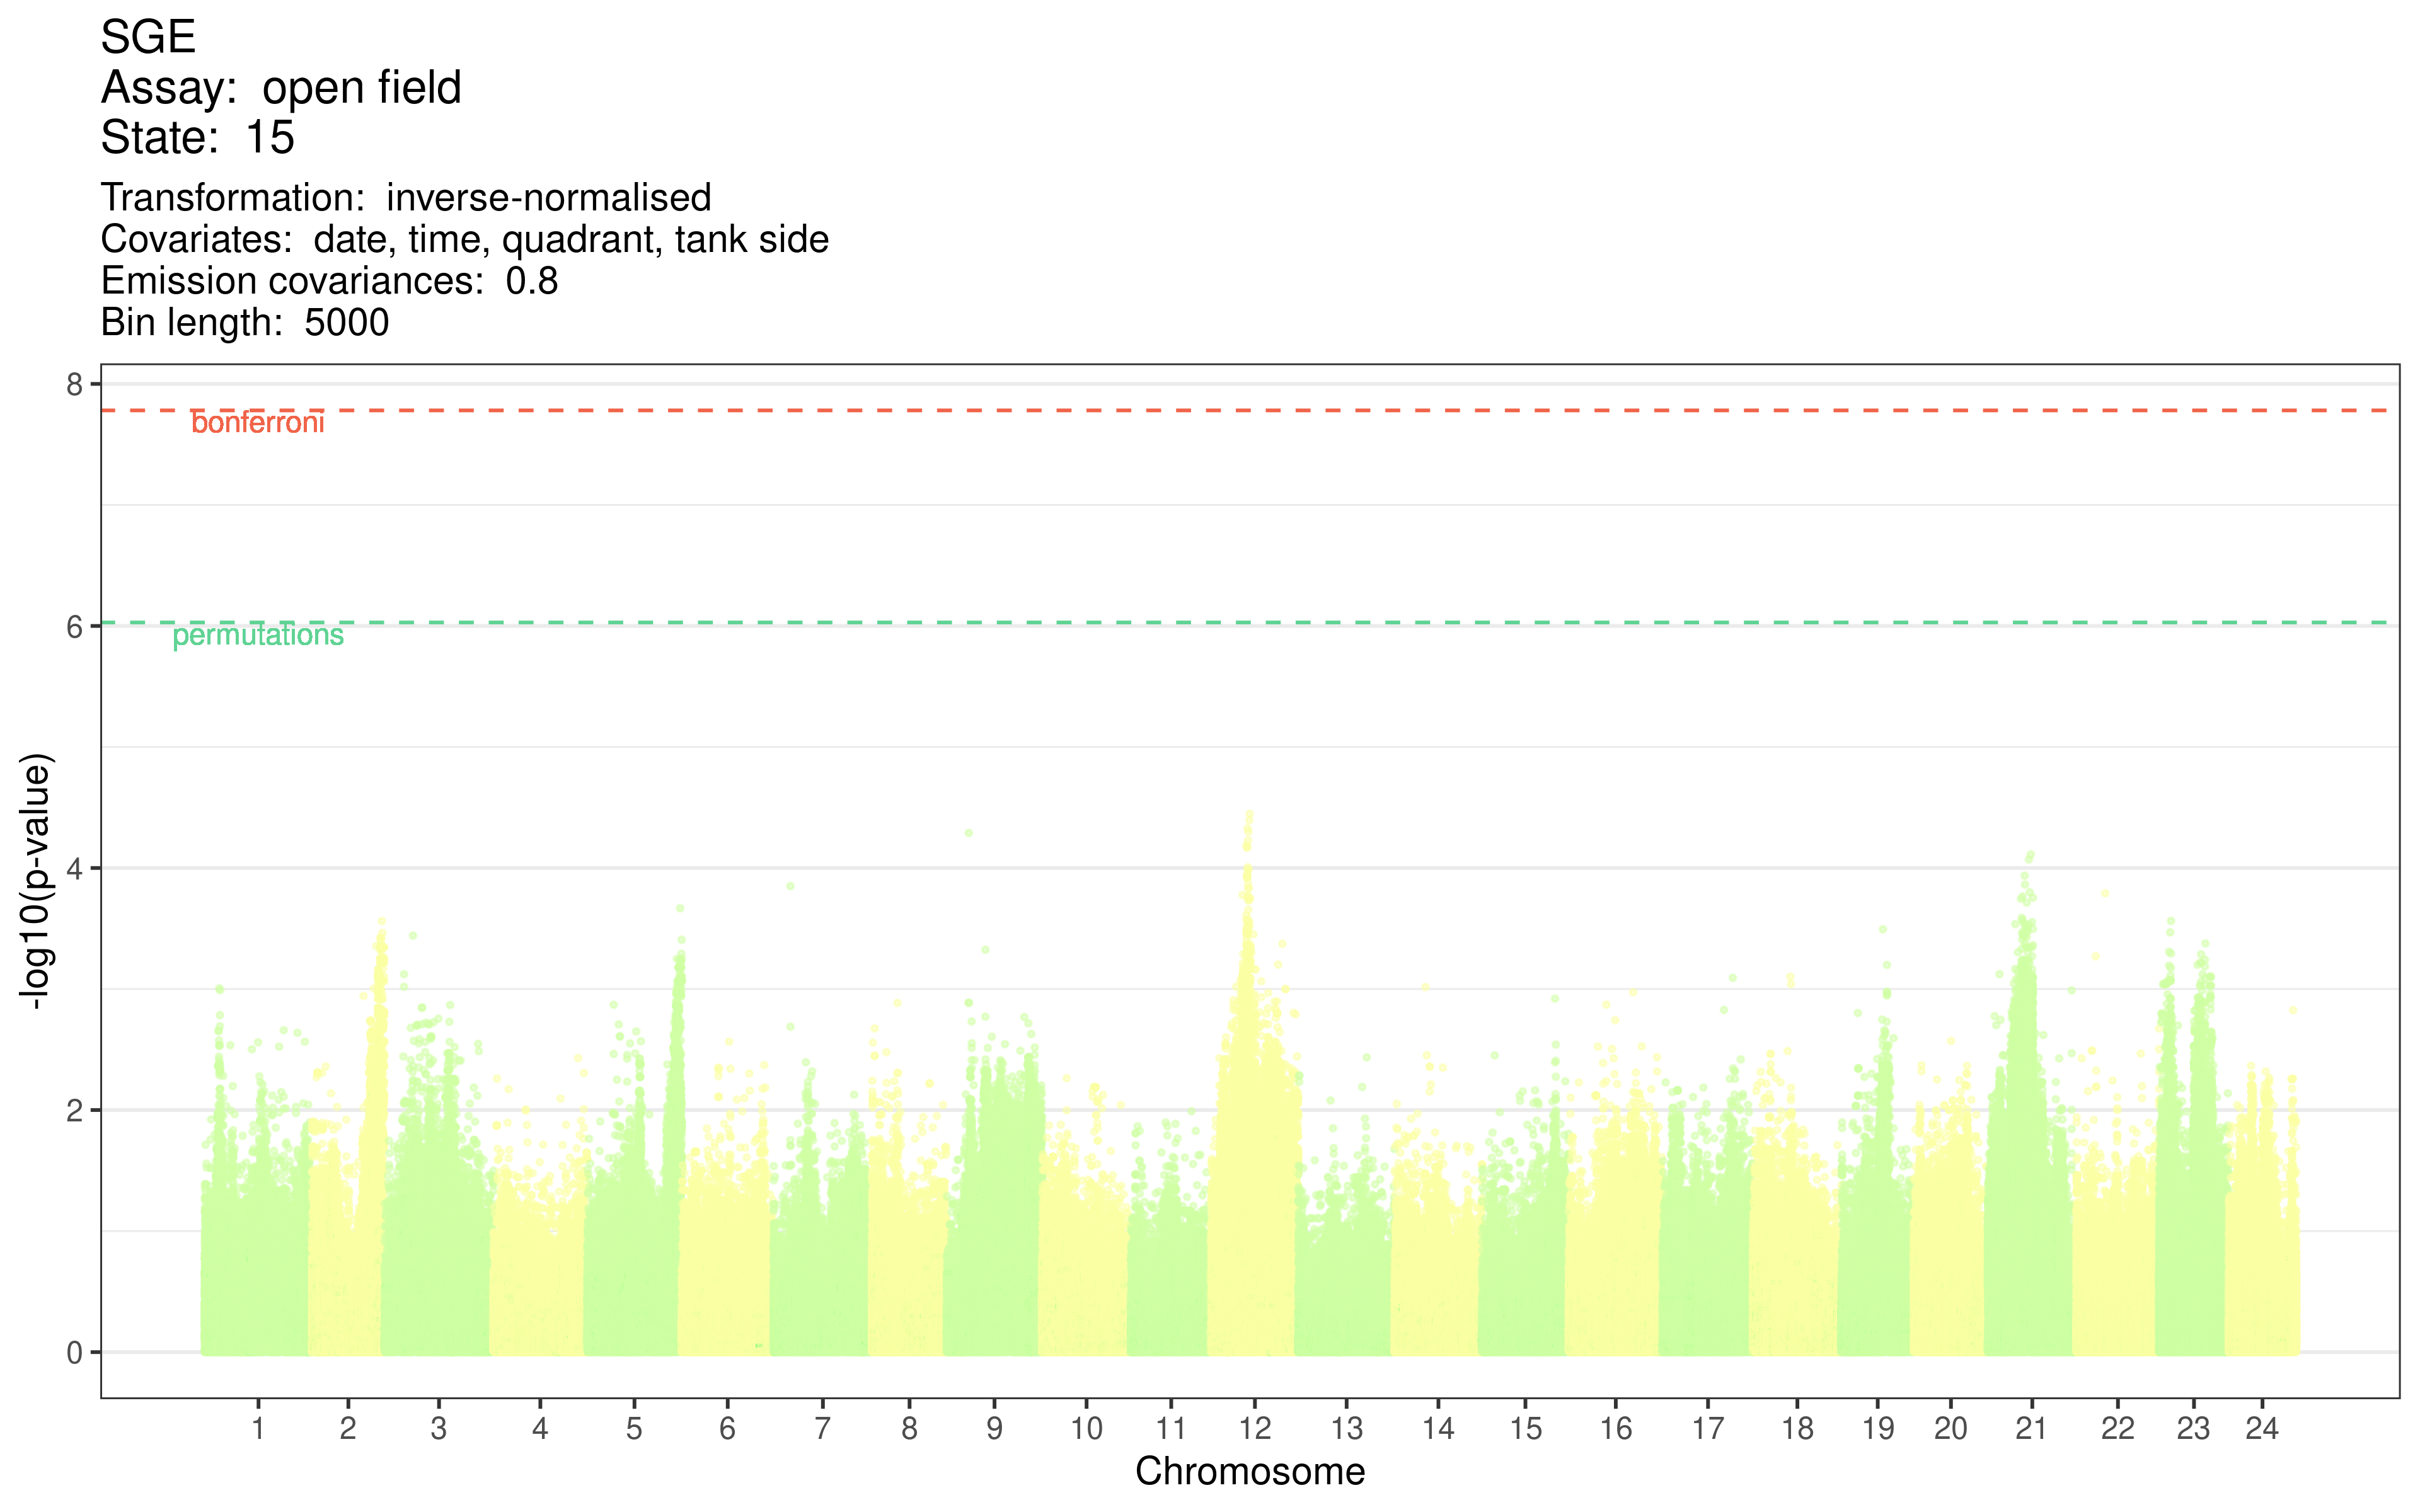 SGE
Assay:  open field
State:  15
Transformation:  inverse-normalised
Covariates:  date, time, quadrant, tank side
Emission covariances:  0.8
Bin length:  5000
8
bonferroni
6
permutations
4
2
0
-log10(p-value)
1 2 3 4 5 6 7 8 9 10 11 12 13 14 15 16 17 18 19 20 21 22 23 24
Chromosome